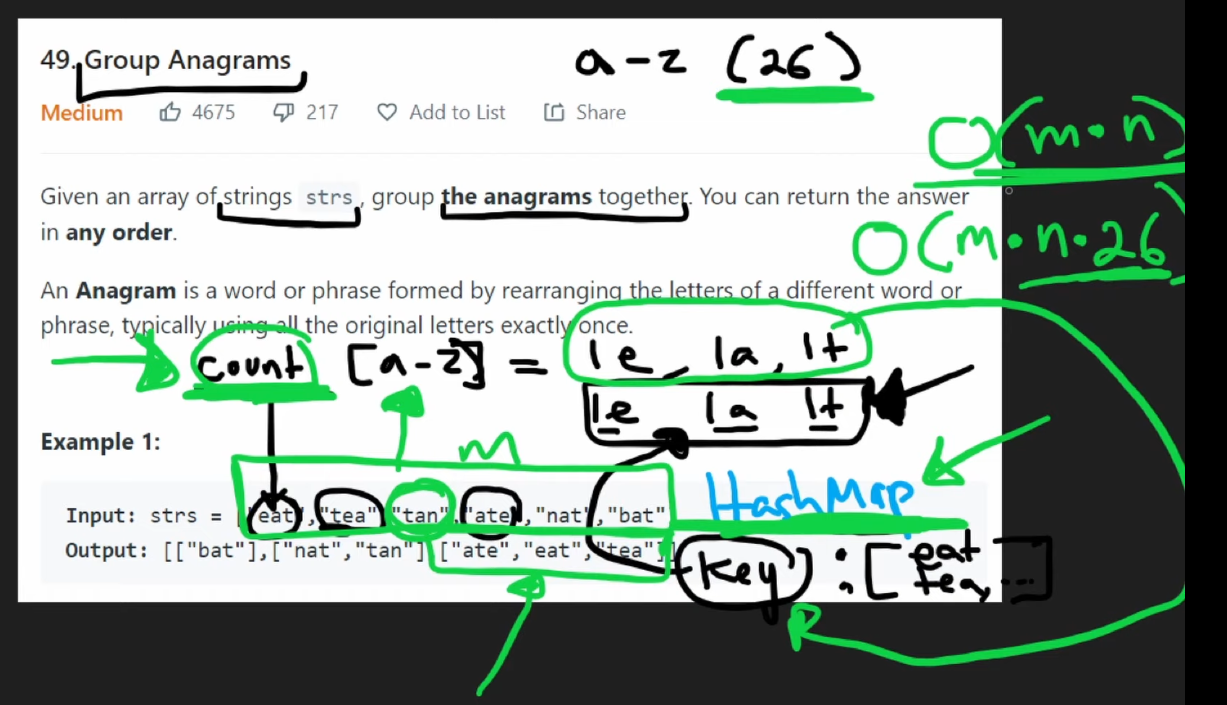 49. Group Anagrams
a-z (26)
Medium 4675 217 Add to List Share
O(m·n)
Given an array of strings strs, group the anagrams together. You can return the answer
in any order.
O(m·n·26)
An Anagram is a word or phrase formed by rearranging the letters of a different word or
phrase, typically using all the original letters exactly once.
count [a-z] = 1e, 1a, 1t
1e 1a 1t
Example 1:
m
HashMap
Input: strs = ["eat","tea","tan","ate","nat","bat"
Output: [["bat"],["nat","tan"],["ate","eat","tea"]]
key : [eat
tea, ...]